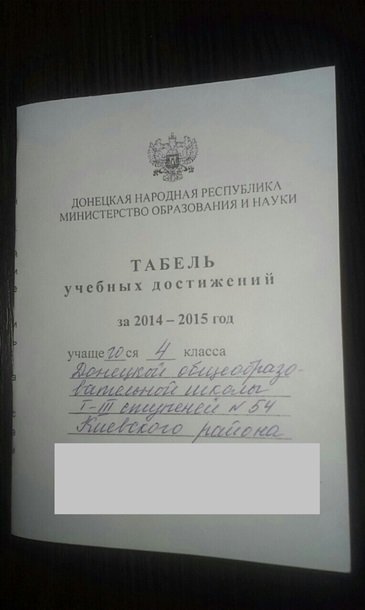 ДОНЕЦКАЯ НАРОДНАЯ РЕСПУБЛИКА
МИНИСТЕРСТВО ОБРАЗОВАНИЯ И НАУКИ
ТАБЕЛЬ
учебных достижений
за 2014 – 2015 год
учащегося 4 класса
Донецкой общеобразо-
вательной школы
I-III ступеней № 54
Киевского района